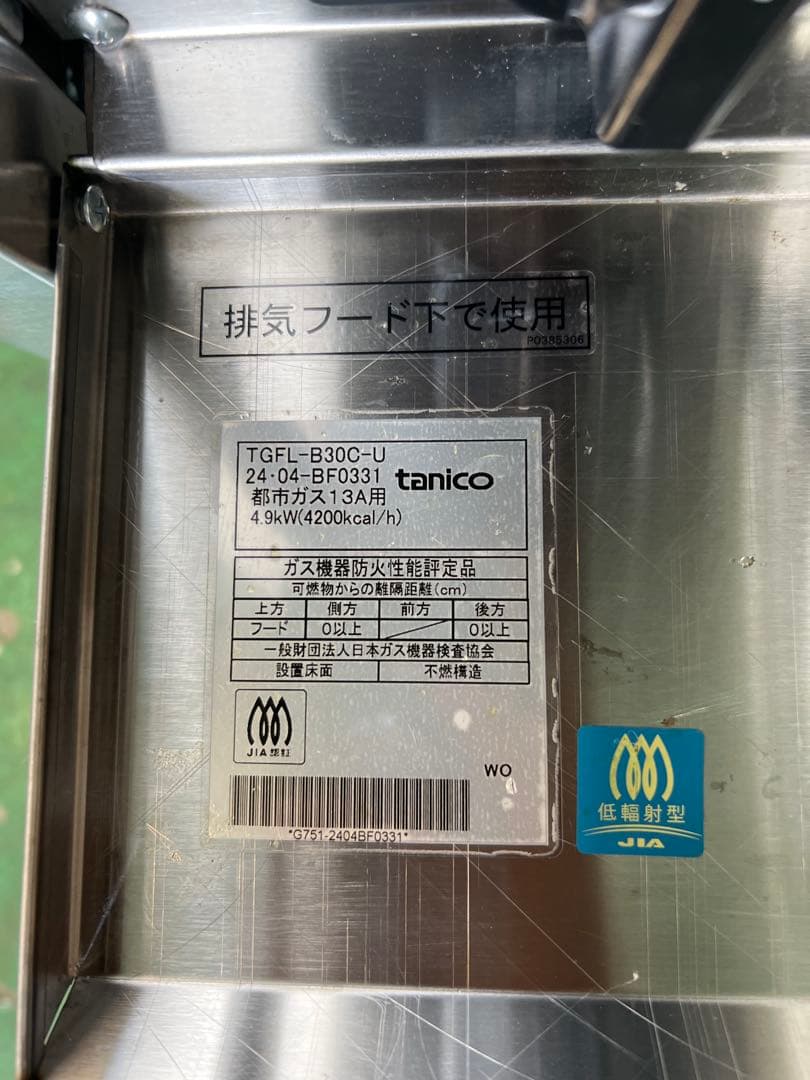 排気フード下で使用
P0385306
TGFL-B30C-U
24·04-BF0331 tanico
都市ガス13A用
4.9kW(4200kcal/h)
ガス機器防火性能評定品
可燃物からの離隔距離(cm)
上方 側方 前方 後方
フード 0以上 0以上
一般財団法人日本ガス機器検査協会
設置床面 不燃構造
JIA認証
WO
*G751-2404BF0331*
低輻射型
JIA